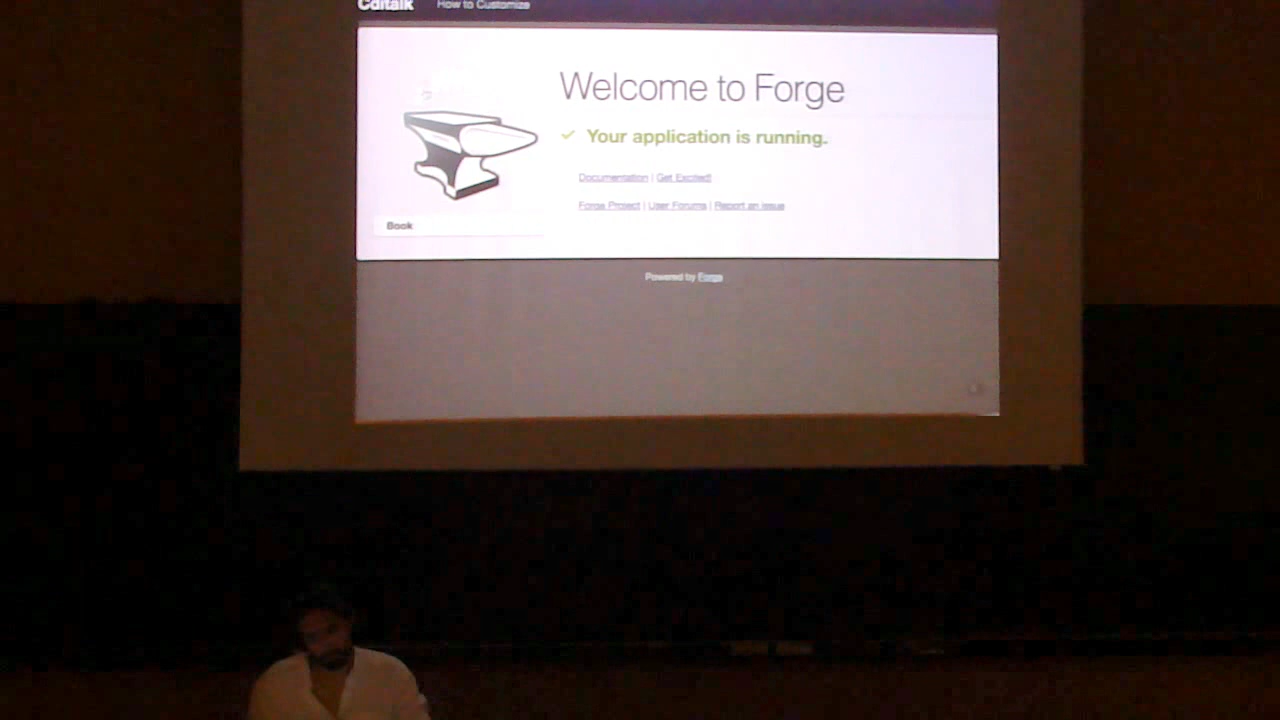 Cditalk How to Customize
Welcome to Forge
✓ Your application is running.
Documentation | Get Excited!
Forge Project | User Forums | Report an issue
Book
Powered by Forge